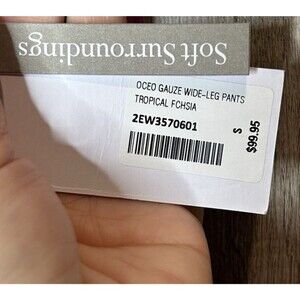 Soft Surroundings
OCEO GAUZE WIDE-LEG PANTS
TROPICAL FCHSIA
2EW3570601
S
$99.95